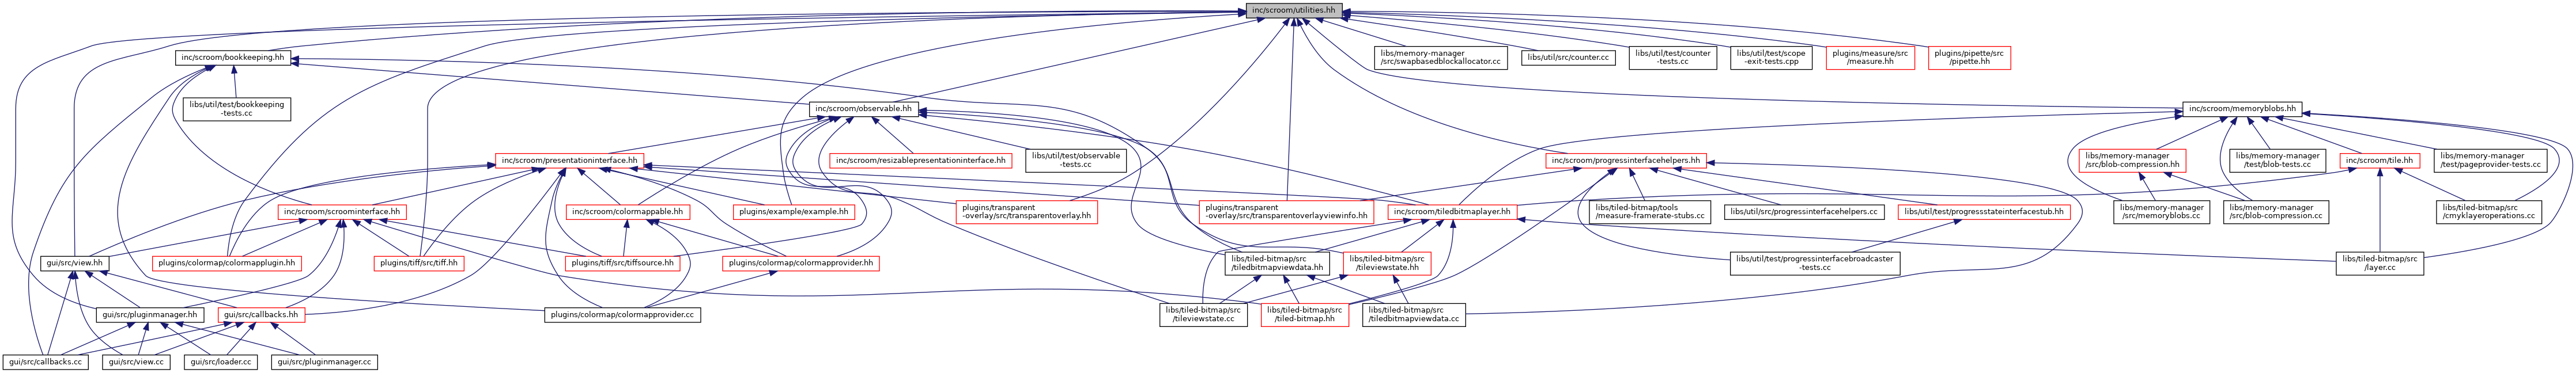 inc/scroom/utilities.hh
inc/scroom/bookkeeping.hh
libs/memory-manager
/src/swapbasedblockallocator.cc
libs/util/src/counter.cc
libs/util/test/counter
-tests.cc
libs/util/test/scope
-exit-tests.cpp
plugins/measure/src
/measure.hh
plugins/pipette/src
/pipette.hh
libs/util/test/bookkeeping
-tests.cc
inc/scroom/observable.hh
inc/scroom/memoryblobs.hh
inc/scroom/presentationinterface.hh
inc/scroom/resizablepresentationinterface.hh
libs/util/test/observable
-tests.cc
inc/scroom/progressinterfacehelpers.hh
libs/memory-manager
/src/blob-compression.hh
libs/memory-manager
/test/blob-tests.cc
inc/scroom/tile.hh
libs/memory-manager
/test/pageprovider-tests.cc
inc/scroom/scroominterface.hh
inc/scroom/colormappable.hh
plugins/example/example.hh
plugins/transparent
-overlay/src/transparentoverlay.hh
plugins/transparent
-overlay/src/transparentoverlayviewinfo.hh
inc/scroom/tiledbitmaplayer.hh
libs/tiled-bitmap/tools
/measure-framerate-stubs.cc
libs/util/src/progressinterfacehelpers.cc
libs/util/test/progressstateinterfacestub.hh
libs/memory-manager
/src/memoryblobs.cc
libs/memory-manager
/src/blob-compression.cc
libs/tiled-bitmap/src
/cmyklayeroperations.cc
gui/src/view.hh
plugins/colormap/colormapplugin.hh
plugins/tiff/src/tiff.hh
plugins/tiff/src/tiffsource.hh
plugins/colormap/colormapprovider.hh
libs/tiled-bitmap/src
/tiledbitmapviewdata.hh
libs/tiled-bitmap/src
/tileviewstate.hh
libs/util/test/progressinterfacebroadcaster
-tests.cc
libs/tiled-bitmap/src
/layer.cc
gui/src/pluginmanager.hh
gui/src/callbacks.hh
plugins/colormap/colormapprovider.cc
libs/tiled-bitmap/src
/tileviewstate.cc
libs/tiled-bitmap/src
/tiled-bitmap.hh
libs/tiled-bitmap/src
/tiledbitmapviewdata.cc
gui/src/callbacks.cc
gui/src/view.cc
gui/src/loader.cc
gui/src/pluginmanager.cc